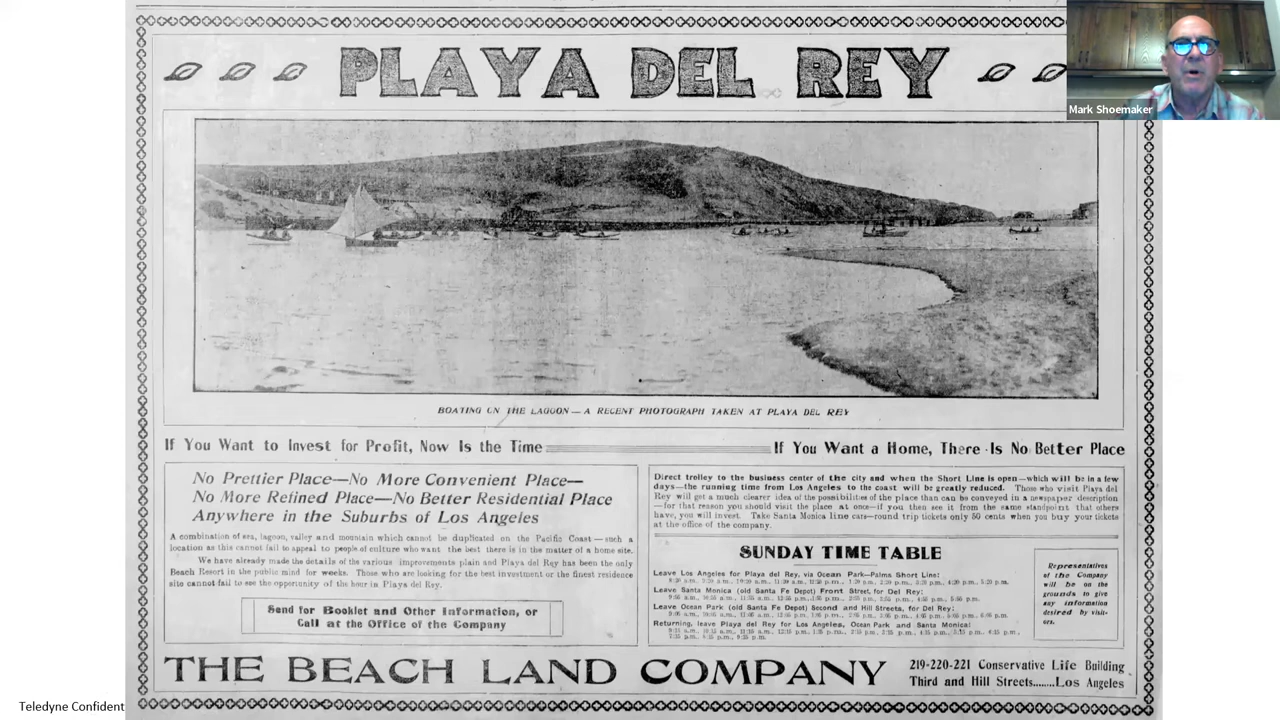 PLAYA DEL REY
Mark Shoemaker
BOATING ON THE LAGOON — A RECENT PHOTOGRAPH TAKEN AT PLAYA DEL REY
If You Want to Invest for Profit, Now Is the Time
If You Want a Home, There Is No Better Place
No Prettier Place—No More Convenient Place—
No More Refined Place—No Better Residential Place
Anywhere in the Suburbs of Los Angeles
A combination of sea, lagoon, valley and mountain which cannot be duplicated on the Pacific Coast — such a
location as this cannot fail to appeal to people of culture who want the best there is in the matter of a home site.
We have already made the details of the various improvements plain and Playa del Rey has been the only
Beach Resort in the public mind for weeks. Those who are looking for the best investment or the finest residence
site cannot fail to see the opportunity of the hour in Playa del Rey.
Send for Booklet and Other Information, or
Call at the Office of the Company
Direct trolley to the business center of the city and when the Short Line is open—which will be in a few
days—the running time from Los Angeles to the coast will be greatly reduced. Those who visit Playa del
Rey will get a much clearer idea of the possibilities of the place than can be conveyed in a newspaper description
—for that reason you should visit the place at once—if you then see it from the same standpoint that others
have, you will invest. Take Santa Monica line cars—round trip tickets only 50 cents when you buy your tickets
at the office of the company.
SUNDAY TIME TABLE
Leave Los Angeles for Playa del Rey, via Ocean Park—Palms Short Line:
Leave Santa Monica (old Santa Fe Depot) Front Street, for Del Rey:
Leave Ocean Park (old Santa Fe Depot) Second and Hill Streets, for Del Rey:
Returning, leave Playa del Rey for Los Angeles, Ocean Park and Santa Monica:
Representatives
of the Company
will be on the
grounds to give
any information
desired by visit-
ors.
THE BEACH LAND COMPANY
219-220-221 Conservative Life Building
Third and Hill Streets........Los Angeles
Teledyne Confident